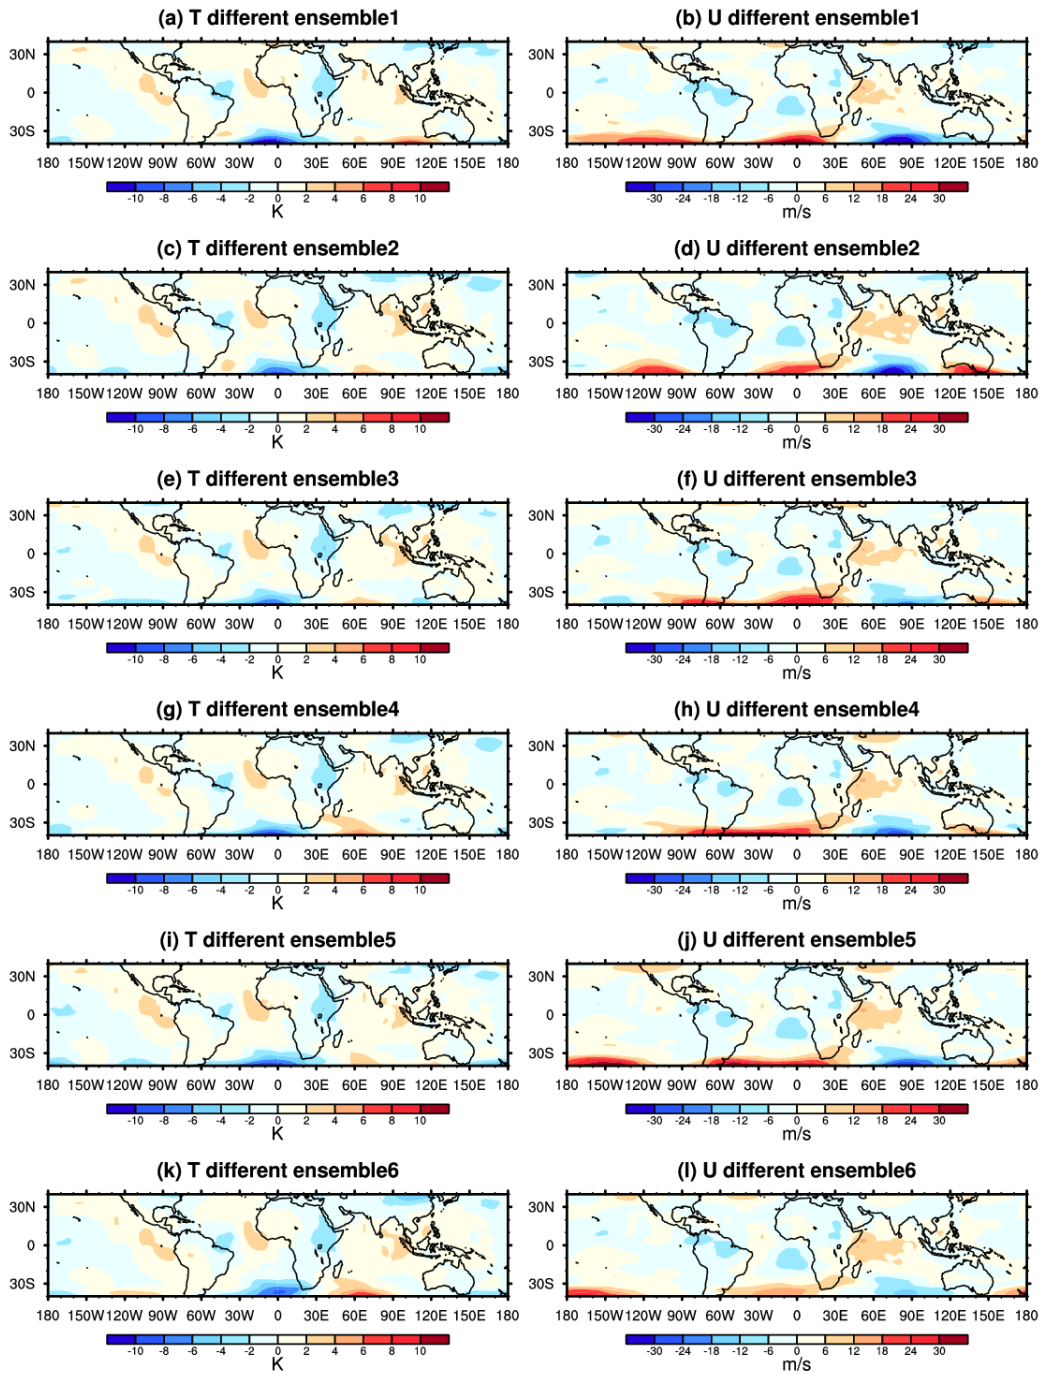 (a) T different ensemble1 (b) U different ensemble1
30N 30N
0 0
30S 30S
180 150W 120W 90W 60W 30W 0 30E 60E 90E 120E 150E 180 180 150W 120W 90W 60W 30W 0 30E 60E 90E 120E 150E 180
-10 -8 -6 -4 -2 0 2 4 6 8 10 -30 -24 -18 -12 -6 0 6 12 18 24 30
K m/s
(c) T different ensemble2 (d) U different ensemble2
30N 30N
0 0
30S 30S
180 150W 120W 90W 60W 30W 0 30E 60E 90E 120E 150E 180 180 150W 120W 90W 60W 30W 0 30E 60E 90E 120E 150E 180
-10 -8 -6 -4 -2 0 2 4 6 8 10 -30 -24 -18 -12 -6 0 6 12 18 24 30
K m/s
(e) T different ensemble3 (f) U different ensemble3
30N 30N
0 0
30S 30S
180 150W 120W 90W 60W 30W 0 30E 60E 90E 120E 150E 180 180 150W 120W 90W 60W 30W 0 30E 60E 90E 120E 150E 180
-10 -8 -6 -4 -2 0 2 4 6 8 10 -30 -24 -18 -12 -6 0 6 12 18 24 30
K m/s
(g) T different ensemble4 (h) U different ensemble4
30N 30N
0 0
30S 30S
180 150W 120W 90W 60W 30W 0 30E 60E 90E 120E 150E 180 180 150W 120W 90W 60W 30W 0 30E 60E 90E 120E 150E 180
-10 -8 -6 -4 -2 0 2 4 6 8 10 -30 -24 -18 -12 -6 0 6 12 18 24 30
K m/s
(i) T different ensemble5 (j) U different ensemble5
30N 30N
0 0
30S 30S
180 150W 120W 90W 60W 30W 0 30E 60E 90E 120E 150E 180 180 150W 120W 90W 60W 30W 0 30E 60E 90E 120E 150E 180
-10 -8 -6 -4 -2 0 2 4 6 8 10 -30 -24 -18 -12 -6 0 6 12 18 24 30
K m/s
(k) T different ensemble6 (l) U different ensemble6
30N 30N
0 0
30S 30S
180 150W 120W 90W 60W 30W 0 30E 60E 90E 120E 150E 180 180 150W 120W 90W 60W 30W 0 30E 60E 90E 120E 150E 180
-10 -8 -6 -4 -2 0 2 4 6 8 10 -30 -24 -18 -12 -6 0 6 12 18 24 30
K m/s